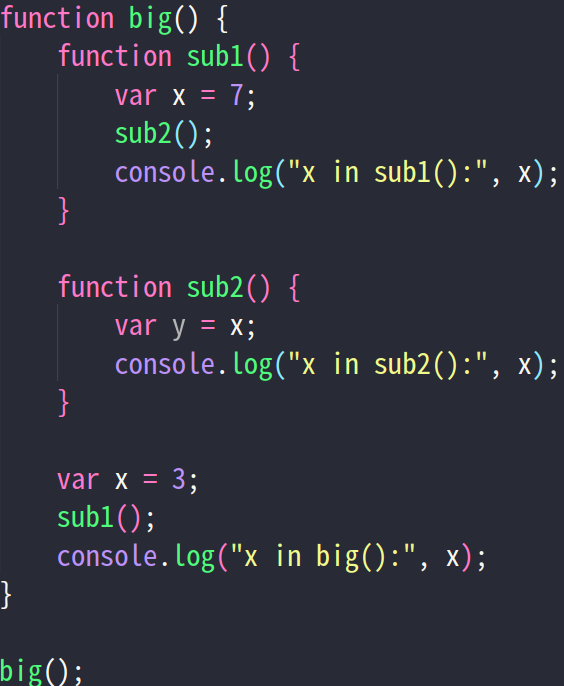 function big() {
    function sub1() {
        var x = 7;
        sub2();
        console.log("x in sub1():", x);
    }

    function sub2() {
        var y = x;
        console.log("x in sub2():", x);
    }

    var x = 3;
    sub1();
    console.log("x in big():", x);
}

big();